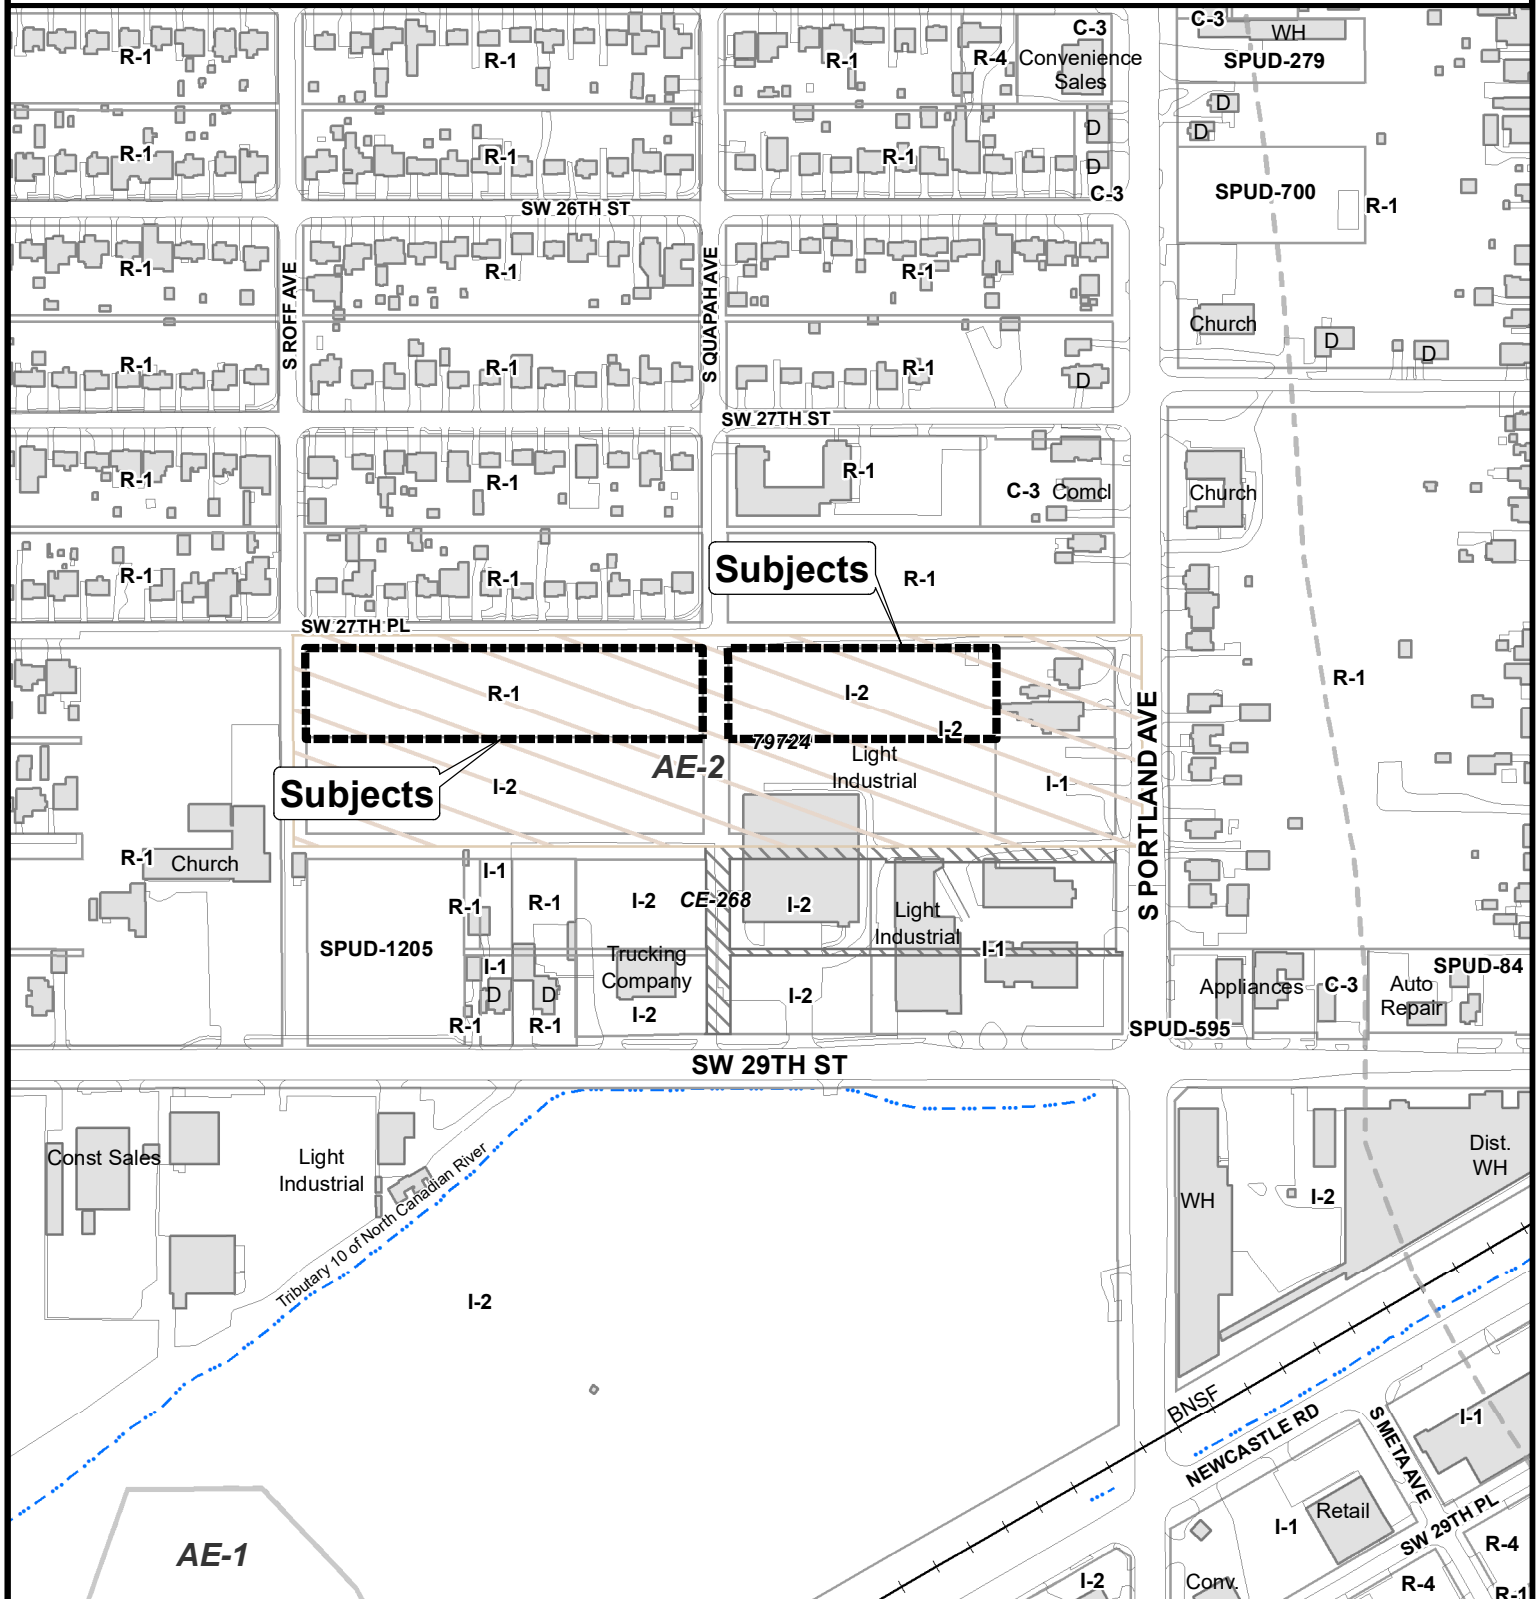 R-1
R-1
R-1
R-4
C-3
Convenience
Sales
C-3
WH
SPUD-279
D
D
R-1
R-1
R-1
D
D
C-3
SPUD-700
R-1
SW 26TH ST
R-1
R-1
R-1
S ROFF AVE
S QUAPAH AVE
Church
D
D
R-1
R-1
R-1
D
SW 27TH ST
R-1
R-1
R-1
C-3
Comcl
Church
R-1
R-1
Subjects
R-1
SW 27TH PL
R-1
I-2
R-1
I-2
79724
AE-2
Light
Industrial
I-2
I-1
Subjects
S PORTLAND AVE
R-1
Church
I-1
R-1
R-1
I-2
CE-268
I-2
Light
Industrial
SPUD-1205
Trucking
Company
I-1
I-1
D
D
I-2
R-1
R-1
I-2
Appliances
C-3
Auto
Repair
SPUD-84
SPUD-595
SW 29TH ST
Const Sales
Light
Industrial
Tributary 10 of North Canadian River
WH
I-2
Dist.
WH
I-2
BNSF
NEWCASTLE RD
S META AVE
I-1
Retail
I-1
SW 29TH PL
R-4
AE-1
I-2
Conv.
R-4
R-1